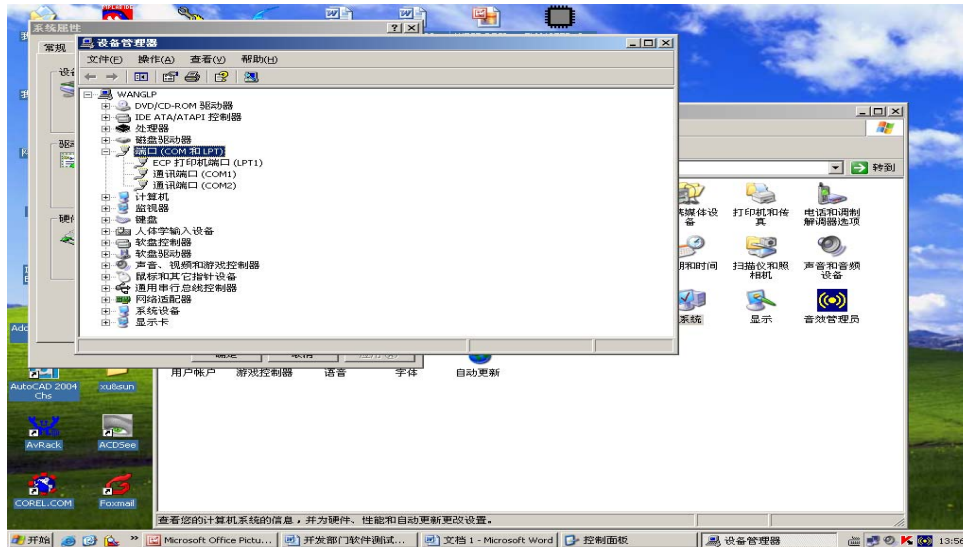 系统属性
常规
设备管理器
文件(F) 操作(A) 查看(V) 帮助(H)
WANGLP
DVD/CD-ROM 驱动器
IDE ATA/ATAPI 控制器
处理器
磁盘驱动器
端口 (COM 和 LPT)
ECP 打印机端口 (LPT1)
通讯端口 (COM1)
通讯端口 (COM2)
计算机
监视器
键盘
人体学输入设备
软盘控制器
软盘驱动器
声音、视频和游戏控制器
鼠标和其它指针设备
通用串行总线控制器
网络适配器
系统设备
显示卡
转到
打印机和传真
电话和调制解调器选项
扫描仪和照相机
声音和音频设备
系统
显示
音效管理员
用户帐户
游戏控制器
语音
字体
自动更新
AutoCAD 2004 Chs
xu&sun
AvRack
ACDSee
COREL.COM
Foxmail
查看您的计算机系统的信息，并为硬件、性能和自动更新更改设置。
开始
Microsoft Office Pictu...
开发部门软件测试...
文档 1 - Microsoft Word
控制面板
设备管理器
13:56